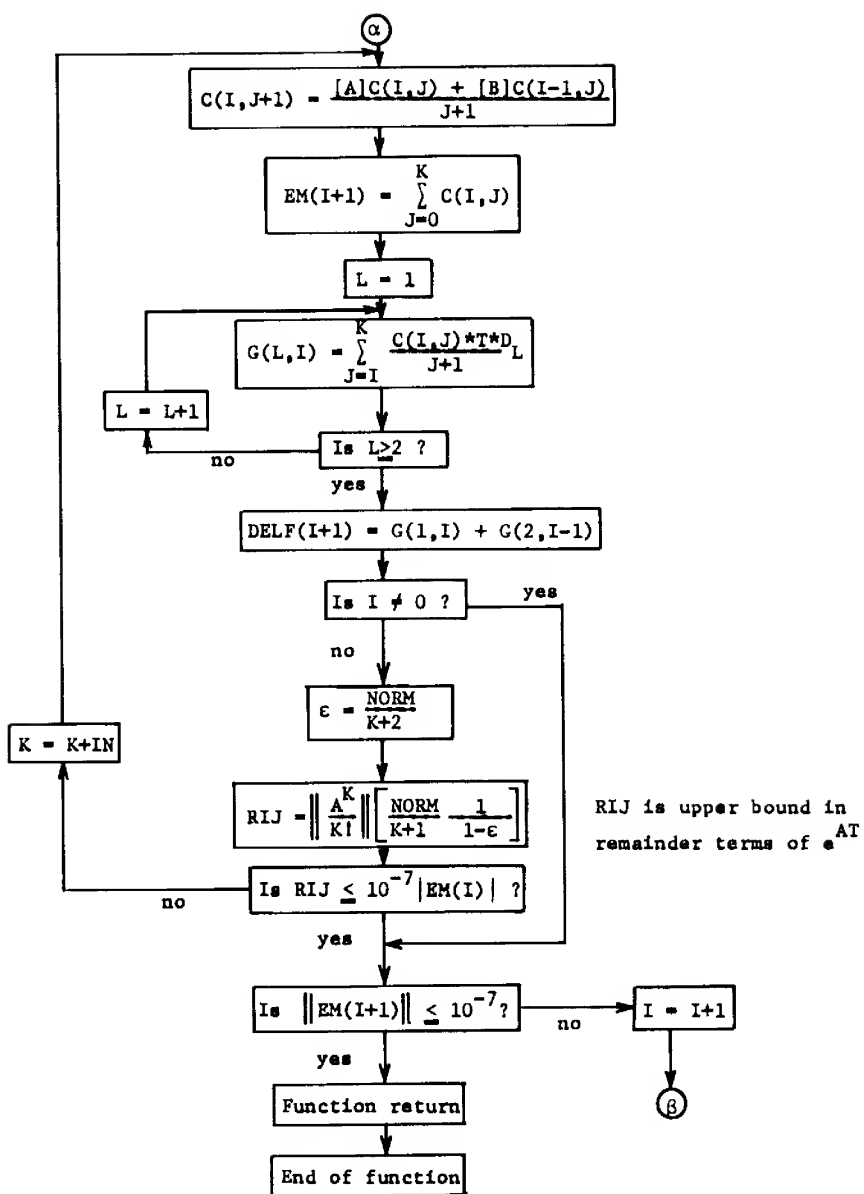 α
C(I,J+1) = [A]C(I,J) + [B]C(I-1,J) / J+1
EM(I+1) = K Σ J=0 C(I,J)
L = 1
G(L,I) = K Σ J=I C(I,J)*T*D_L / J+1
L = L+1
Is L≥2 ?
no
yes
DELF(I+1) = G(1,I) + G(2,I-1)
Is I ≠ 0 ?
yes
no
ε = NORM / K+2
K = K+IN
RIJ = ‖ A^K / K! ‖ [ NORM / K+1 1 / 1-ε ]
RIJ is upper bound in
remainder terms of e^AT
Is RIJ ≤ 10^-7 |EM(I)| ?
no
yes
Is ‖EM(I+1)‖ ≤ 10^-7?
no
I = I+1
yes
Function return
β
End of function